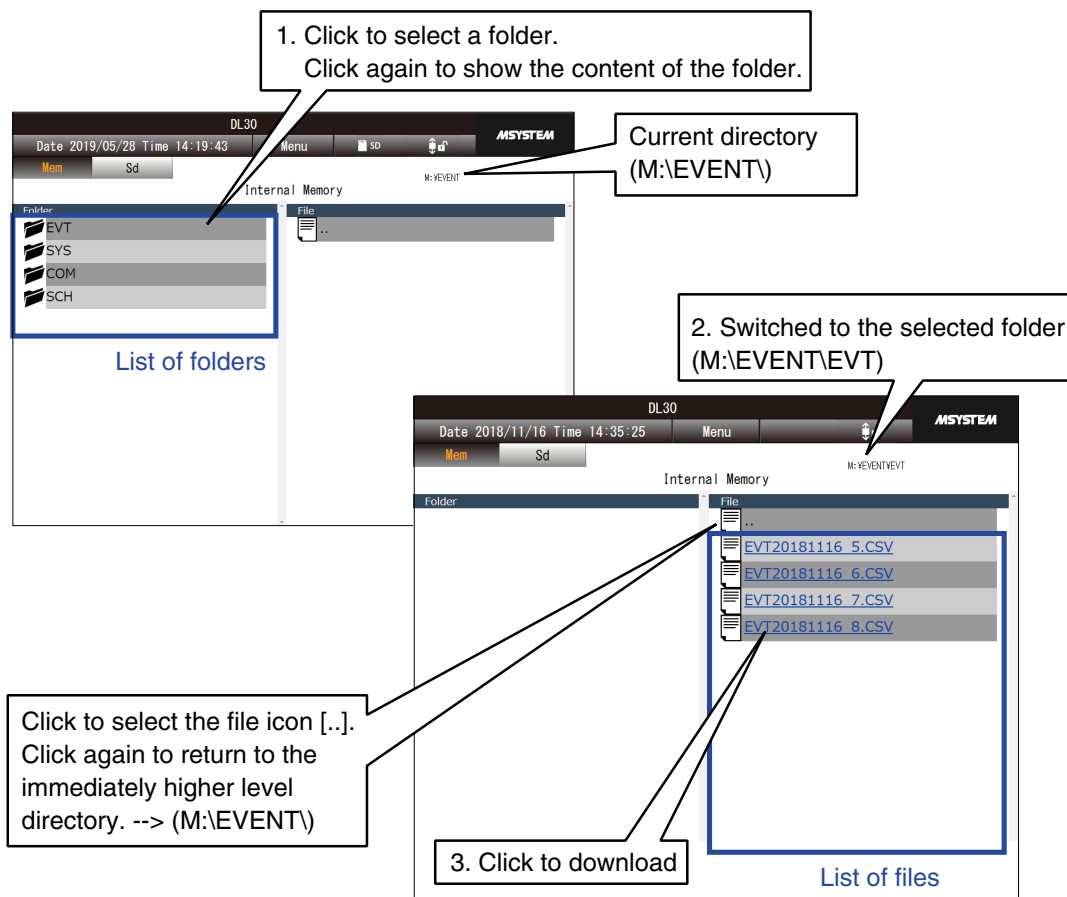 1. Click to select a folder.
Click again to show the content of the folder.
DL30
Date 2019/05/28 Time 14:19:43
Menu
SD
MSYSTEM
Mem
Sd
M:¥EVENT
Current directory
(M:\EVENT\)
Internal Memory
Folder
File
EVT
..
SYS
COM
SCH
List of folders
2. Switched to the selected folder
(M:\EVENT\EVT)
DL30
Date 2018/11/16 Time 14:35:25
Menu
MSYSTEM
Mem
Sd
M:¥EVENT¥EVT
Internal Memory
Folder
File
..
EVT20181116_5.CSV
EVT20181116_6.CSV
EVT20181116_7.CSV
EVT20181116_8.CSV
Click to select the file icon [..].
Click again to return to the
immediately higher level
directory. --> (M:\EVENT\)
3. Click to download
List of files